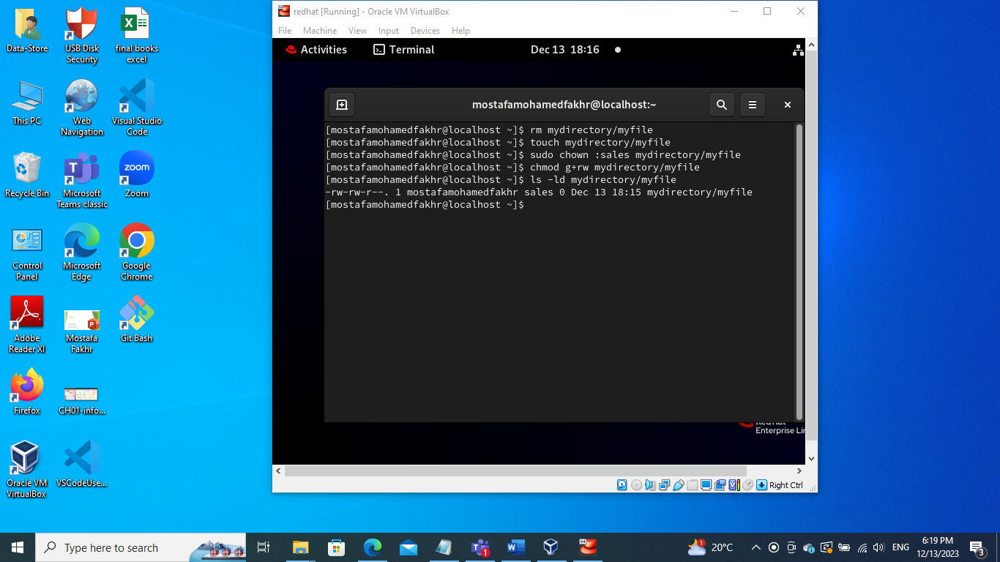 Data-Store
USB Disk
Security
final books
excel
This PC
Web
Navigation
Visual Studio
Code
Recycle Bin
Microsoft
Teams classic
Zoom
zoom
Control
Panel
Microsoft
Edge
Google
Chrome
Adobe
Reader XI
Mostafa
Fakhr
Git Bash
Firefox
CH01-info...
Oracle VM
VirtualBox
VSCodeUse...
redhat [Running] - Oracle VM VirtualBox
File Machine View Input Devices Help
Activities Terminal Dec 13 18:16
mostafamohamedfakhr@localhost:~
[mostafamohamedfakhr@localhost ~]$ rm mydirectory/myfile
[mostafamohamedfakhr@localhost ~]$ touch mydirectory/myfile
[mostafamohamedfakhr@localhost ~]$ sudo chown :sales mydirectory/myfile
[mostafamohamedfakhr@localhost ~]$ chmod g+rw mydirectory/myfile
[mostafamohamedfakhr@localhost ~]$ ls -ld mydirectory/myfile
-rw-rw-r--. 1 mostafamohamedfakhr sales 0 Dec 13 18:15 mydirectory/myfile
[mostafamohamedfakhr@localhost ~]$
Red Hat
Enterprise Li
Right Ctrl
Type here to search
1
1
20°C
ENG
6:19 PM
12/13/2023
3